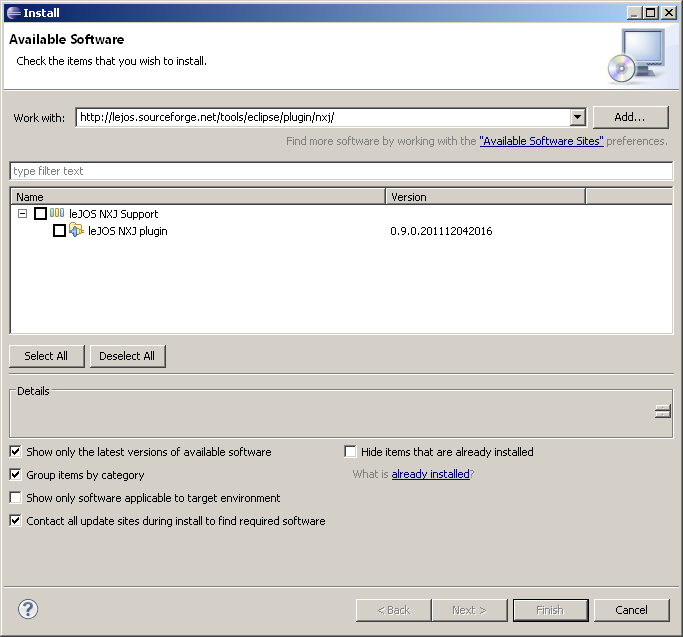 Install
Available Software
Check the items that you wish to install.
Work with: http://lejos.sourceforge.net/tools/eclipse/plugin/nxj/ Add...
Find more software by working with the "Available Software Sites" preferences.
type filter text
Name Version
leJOS NXJ Support
leJOS NXJ plugin 0.9.0.201112042016
Select All Deselect All
Details
Show only the latest versions of available software Hide items that are already installed
Group items by category What is already installed?
Show only software applicable to target environment
Contact all update sites during install to find required software
? < Back Next > Finish Cancel